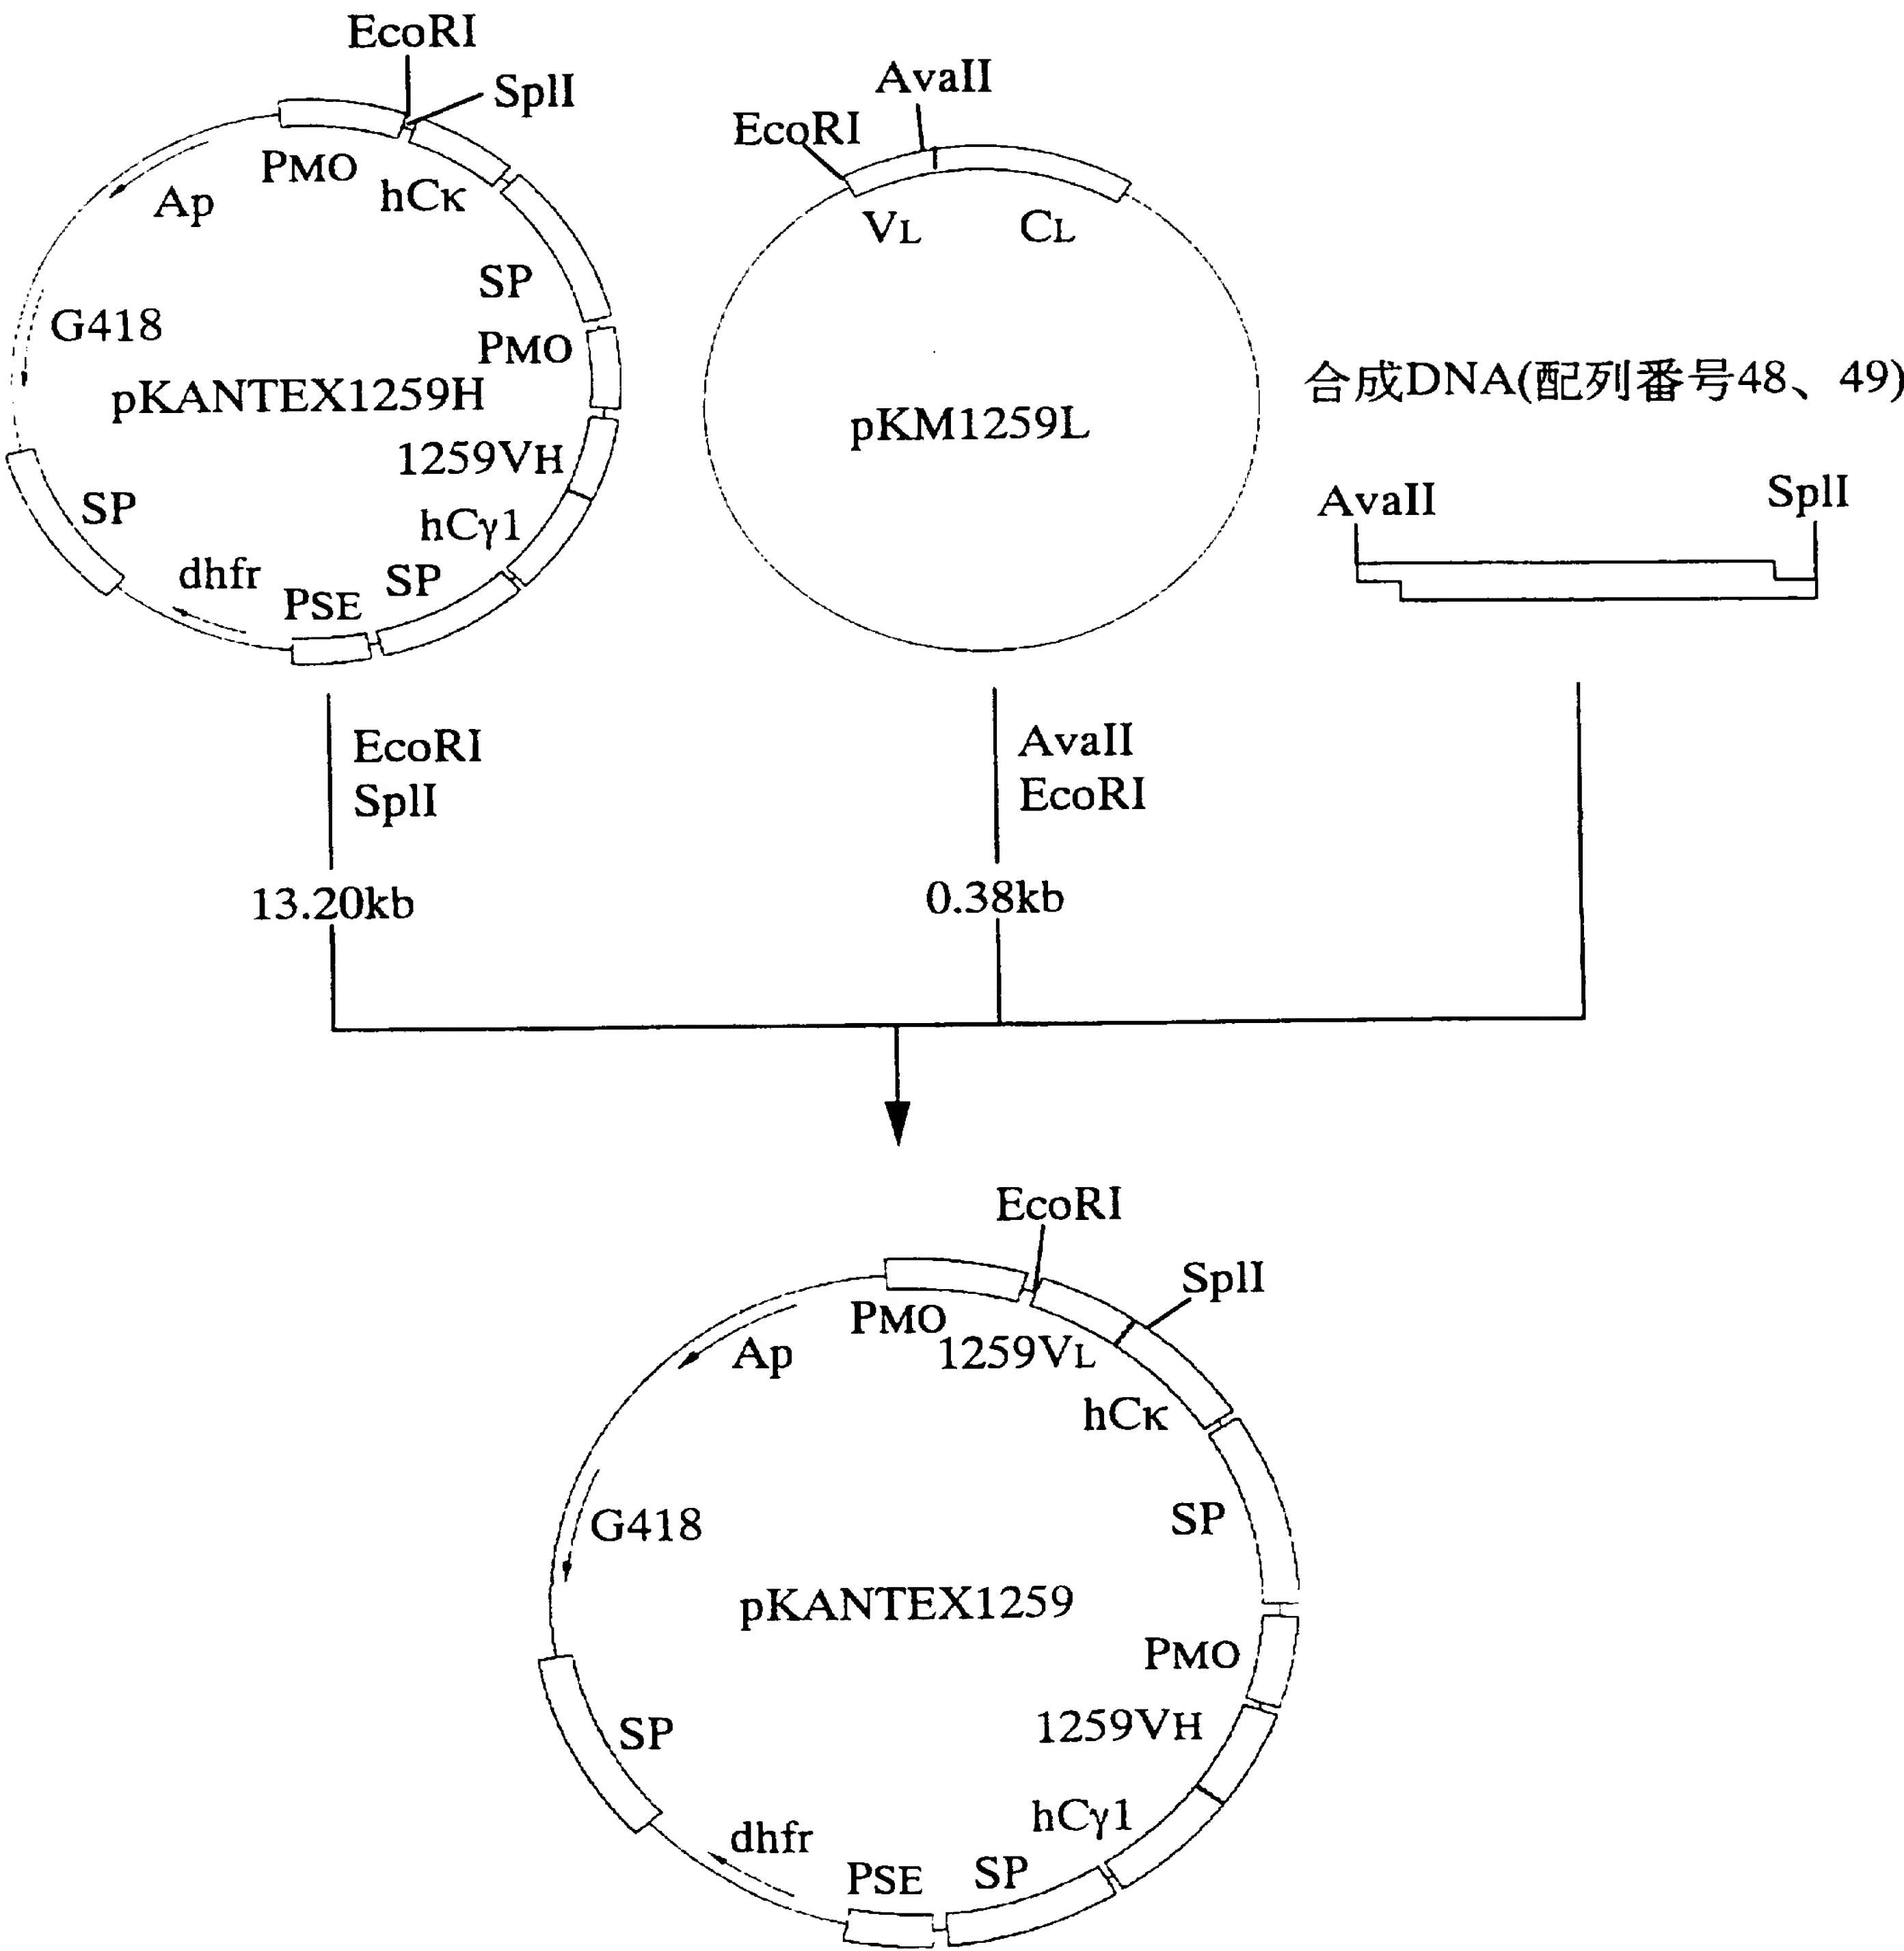 EcoRI
SplI
PMO
hCκ
Ap
SP
G418
PMO
pKANTEX1259H
1259VH
SP
hCγ1
dhfr
SP
PSE
AvaII
EcoRI
VL
CL
pKM1259L
合成DNA(配列番号48、49)
AvaII
SplI
EcoRI
SplI
13.20kb
AvaII
EcoRI
0.38kb
EcoRI
SplI
PMO
1259VL
Ap
hCκ
G418
SP
pKANTEX1259
PMO
1259VH
SP
hCγ1
dhfr
SP
PSE